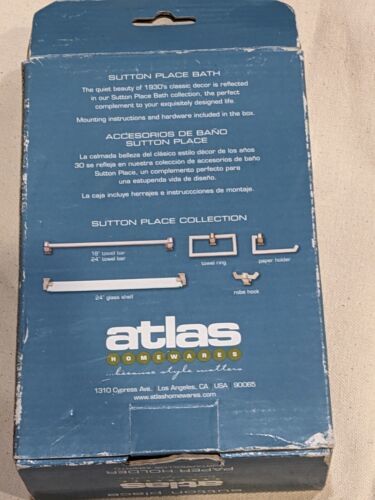 SUTTON PLACE BATH
The quiet beauty of 1930's classic decor is reflected
in our Sutton Place Bath collection, the perfect
complement to your exquisitely designed life.
Mounting instructions and hardware included in the box.
ACCESORIOS DE BAÑO
SUTTON PLACE
La calmada belleza del clásico estilo décor de los años
30 se refleja en nuestra colección de accesorios de baño
Sutton Place, un complemento perfecto para
una estupenda vida de diseño.
La caja incluye herrajes e instruccciones de montaje.
SUTTON PLACE COLLECTION
18" towel bar
24" towel bar
towel ring
paper holder
24" glass shelf
robe hook
atlas
HOMEWARES
...because style matters
1310 Cypress Ave. Los Angeles, CA USA 90065
www.atlashomewares.com
PAPER HOLDER
sutton place